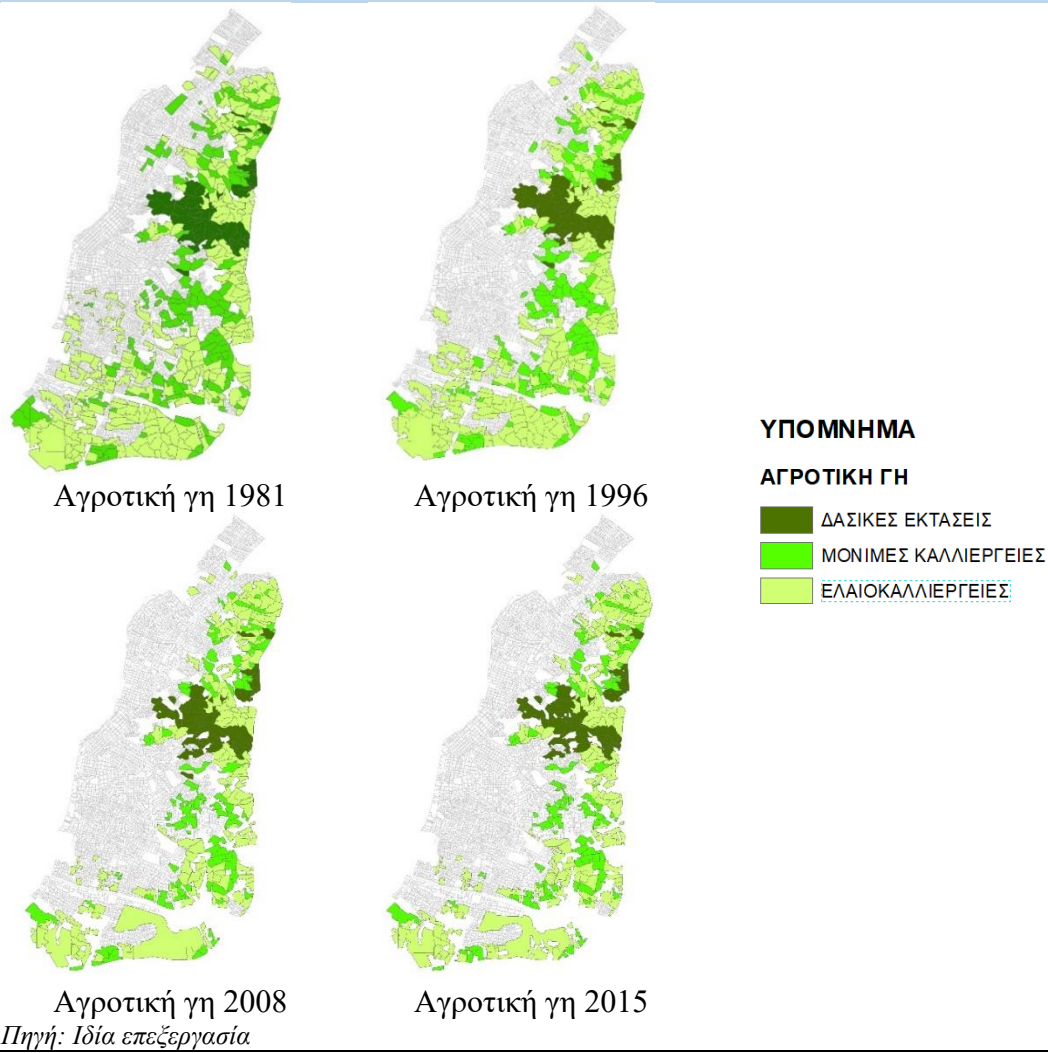 Αγροτική γη 1981
Αγροτική γη 1996
ΥΠΟΜΝΗΜΑ
ΑΓΡΟΤΙΚΗ ΓΗ
ΔΑΣΙΚΕΣ ΕΚΤΑΣΕΙΣ
ΜΟΝΙΜΕΣ ΚΑΛΛΙΕΡΓΕΙΕΣ
ΕΛΑΙΟΚΑΛΛΙΕΡΓΕΙΕΣ
Αγροτική γη 2008
Αγροτική γη 2015
Πηγή: Ιδία επεξεργασία